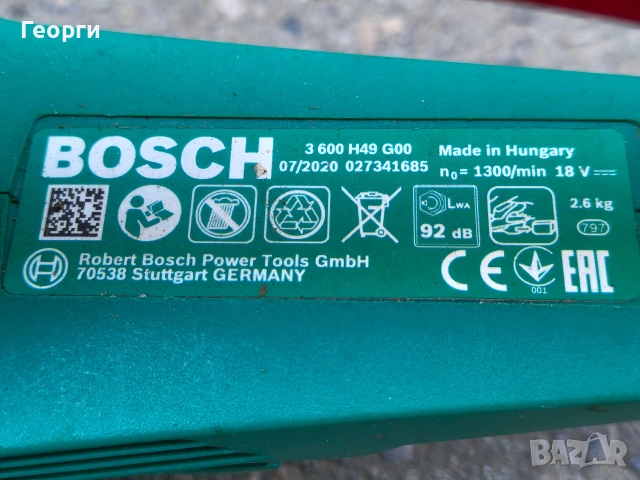 Георги
BOSCH
3 600 H49 G00
07/2020 027341685
Made in Hungary
n₀ = 1300/min 18 V ⎓
LWA
92 dB
2.6 kg
797
Robert Bosch Power Tools GmbH
70538 Stuttgart GERMANY
CE
001
EAC
BAZAR